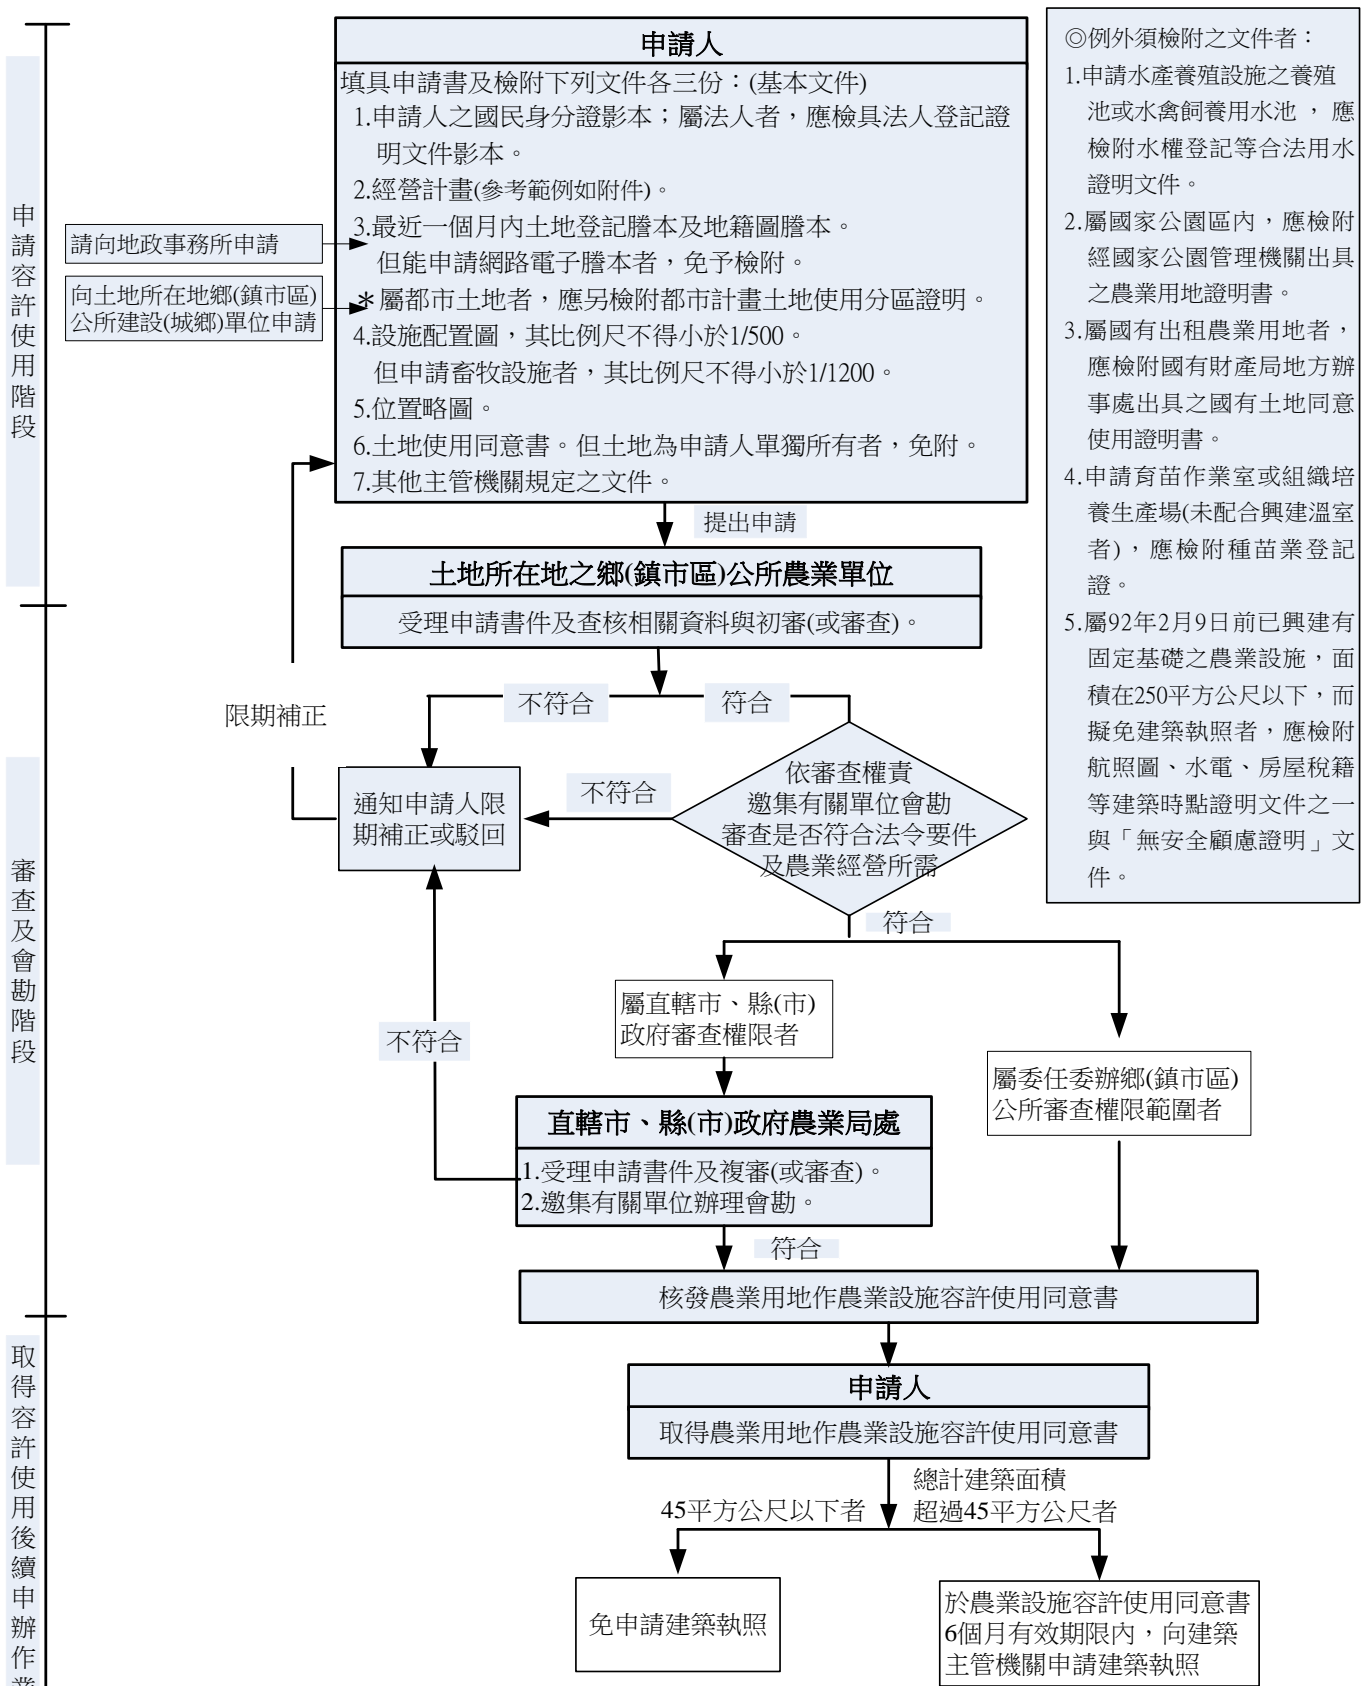 申請容許使用階段
審查及會勘階段
取得容許使用後續申辦作業
請向地政事務所申請
向土地所在地鄉(鎮市區)
公所建設(城鄉)單位申請
申請人
填具申請書及檢附下列文件各三份：(基本文件)
1.申請人之國民身分證影本；屬法人者，應檢具法人登記證
明文件影本。
2.經營計畫(參考範例如附件)。
3.最近一個月內土地登記謄本及地籍圖謄本。
但能申請網路電子謄本者，免予檢附。
＊屬都市土地者，應另檢附都市計畫土地使用分區證明。
4.設施配置圖，其比例尺不得小於1/500。
但申請畜牧設施者，其比例尺不得小於1/1200。
5.位置略圖。
6.土地使用同意書。但土地為申請人單獨所有者，免附。
7.其他主管機關規定之文件。
◎例外須檢附之文件者：
1.申請水產養殖設施之養殖
池或水禽飼養用水池 ，應
檢附水權登記等合法用水
證明文件。
2.屬國家公園區內，應檢附
經國家公園管理機關出具
之農業用地證明書。
3.屬國有出租農業用地者，
應檢附國有財產局地方辦
事處出具之國有土地同意
使用證明書。
4.申請育苗作業室或組織培
養生產場(未配合興建溫室
者)，應檢附種苗業登記
證。
5.屬92年2月9日前已興建有
固定基礎之農業設施，面
積在250平方公尺以下，而
擬免建築執照者，應檢附
航照圖、水電、房屋稅籍
等建築時點證明文件之一
與「無安全顧慮證明」文
件。
提出申請
土地所在地之鄉(鎮市區)公所農業單位
受理申請書件及查核相關資料與初審(或審查)。
不符合
符合
限期補正
通知申請人限
期補正或駁回
不符合
依審查權責
邀集有關單位會勘
審查是否符合法令要件
及農業經營所需
符合
屬直轄市、縣(市)
政府審查權限者
不符合
屬委任委辦鄉(鎮市區)
公所審查權限範圍者
直轄市、縣(市)政府農業局處
1.受理申請書件及複審(或審查)。
2.邀集有關單位辦理會勘。
符合
核發農業用地作農業設施容許使用同意書
申請人
取得農業用地作農業設施容許使用同意書
總計建築面積
45平方公尺以下者
超過45平方公尺者
免申請建築執照
於農業設施容許使用同意書
6個月有效期限內，向建築
主管機關申請建築執照